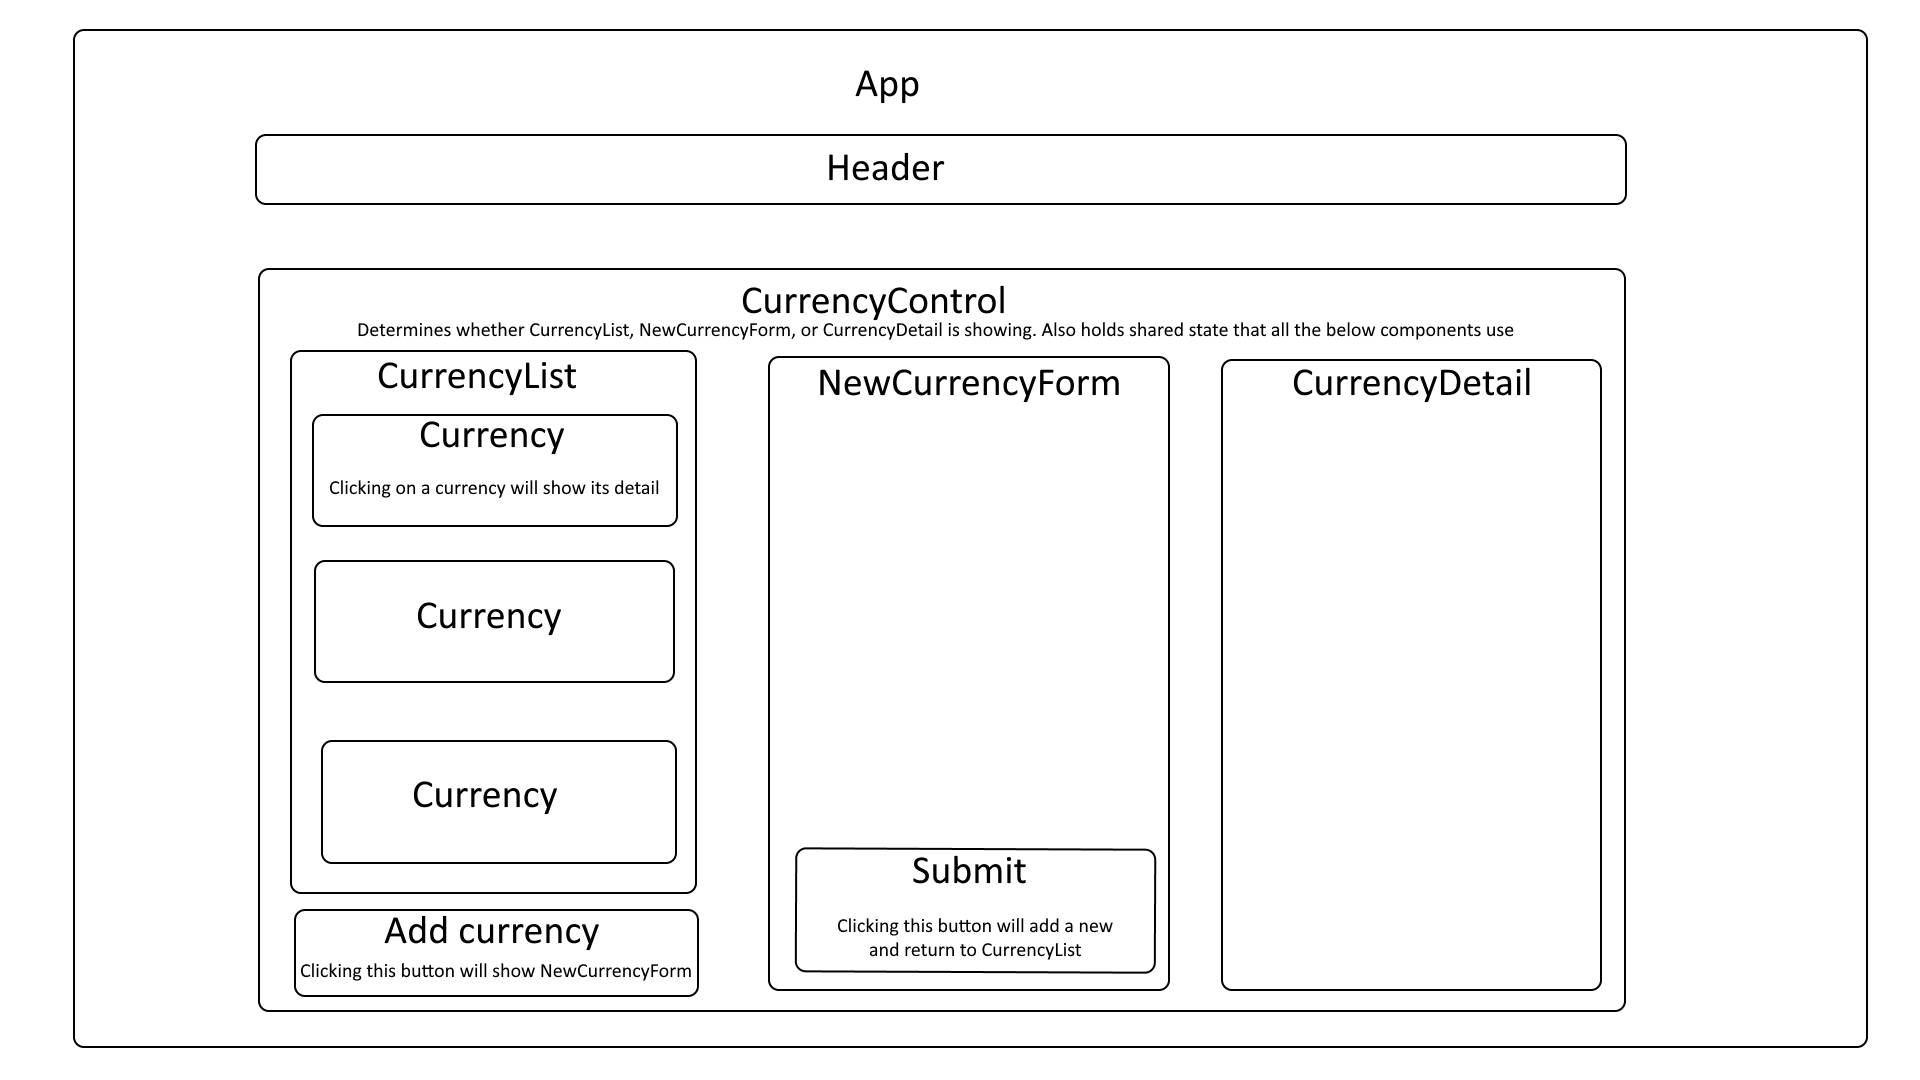 App
Header
CurrencyControl
Determines whether CurrencyList, NewCurrencyForm, or CurrencyDetail is showing. Also holds shared state that all the below components use
CurrencyList
Currency
Clicking on a currency will show its detail
Currency
Currency
Add currency
Clicking this button will show NewCurrencyForm
NewCurrencyForm
Submit
Clicking this button will add a new
and return to CurrencyList
CurrencyDetail